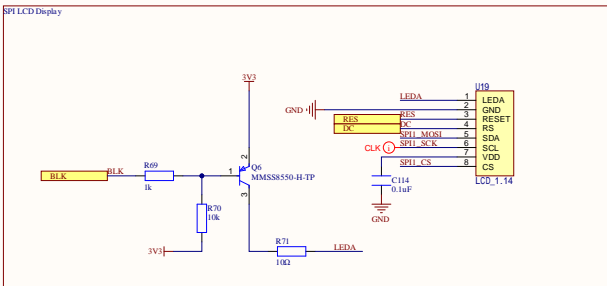 SPI LCD Display
3V3
U19
LEDA 1 LEDA
GND 2 GND
RES RES 3 RESET
DC DC 4 RS
SPI1_MOSI 5 SDA
CLK i SPI1_SCK 6 SCL
7 VDD
SPI1_CS 8 CS
LCD_1.14
C114
0.1uF
GND
BLK BLK R69
1k
1 2 3
Q6
MMSS8550-H-TP
R70
10k
3V3
R71
10Ω
LEDA